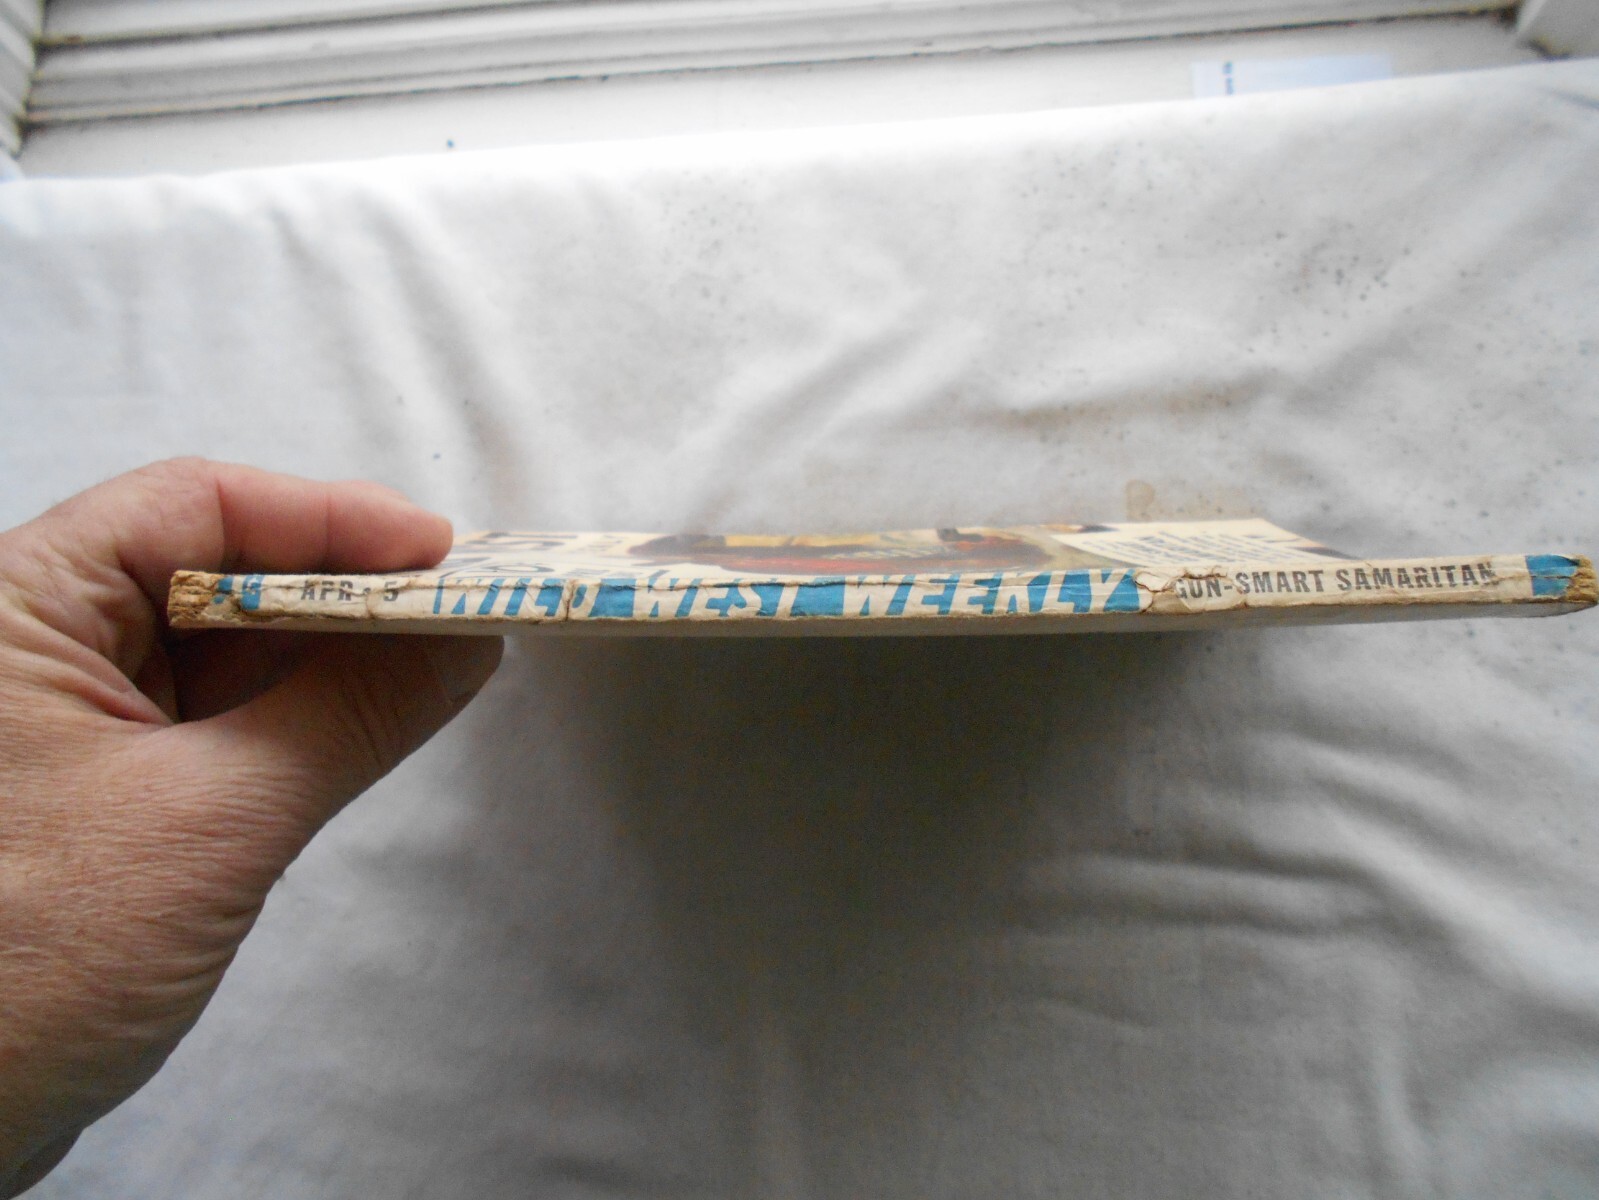 APR • 5 WILD WEST WEEKLY GUN-SMART SAMARITAN